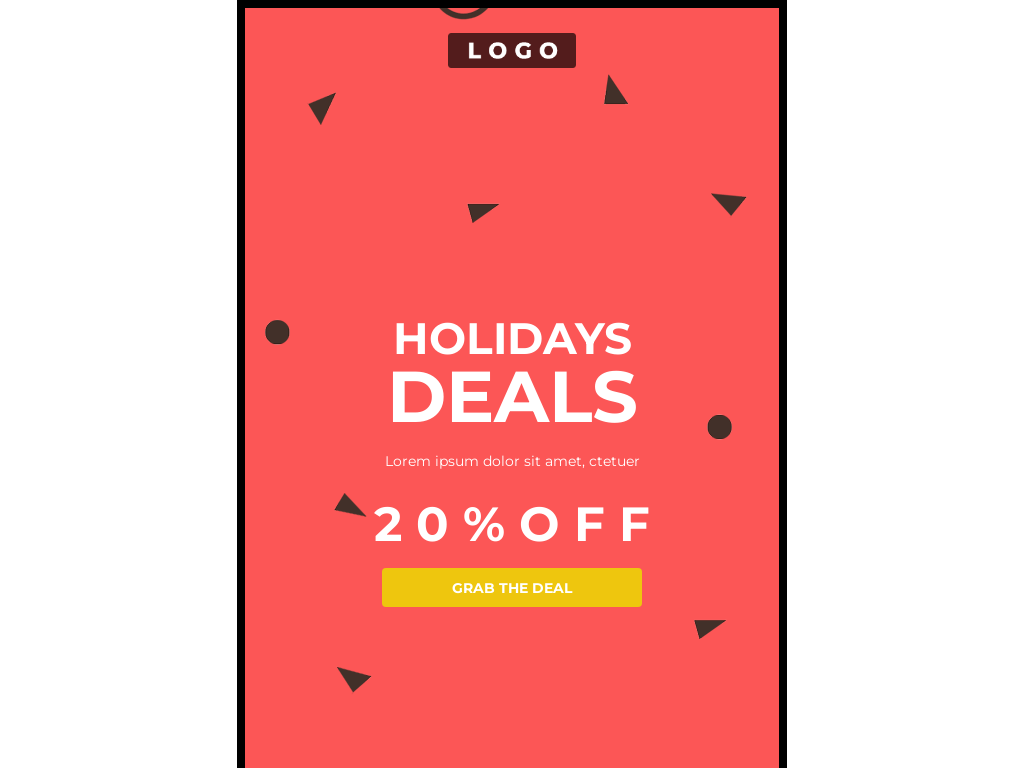 LOGO
HOLIDAYS
DEALS
Lorem ipsum dolor sit amet, ctetuer
20%OFF
GRAB THE DEAL